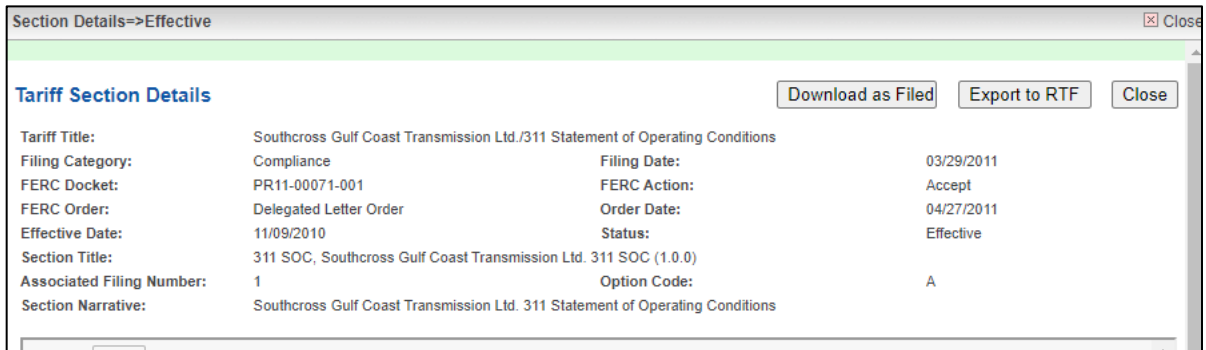 Section Details=>Effective Close
Tariff Section Details Download as Filed Export to RTF Close
Tariff Title: Southcross Gulf Coast Transmission Ltd./311 Statement of Operating Conditions
Filing Category: Compliance Filing Date: 03/29/2011
FERC Docket: PR11-00071-001 FERC Action: Accept
FERC Order: Delegated Letter Order Order Date: 04/27/2011
Effective Date: 11/09/2010 Status: Effective
Section Title: 311 SOC, Southcross Gulf Coast Transmission Ltd. 311 SOC (1.0.0)
Associated Filing Number: 1 Option Code: A
Section Narrative: Southcross Gulf Coast Transmission Ltd. 311 Statement of Operating Conditions